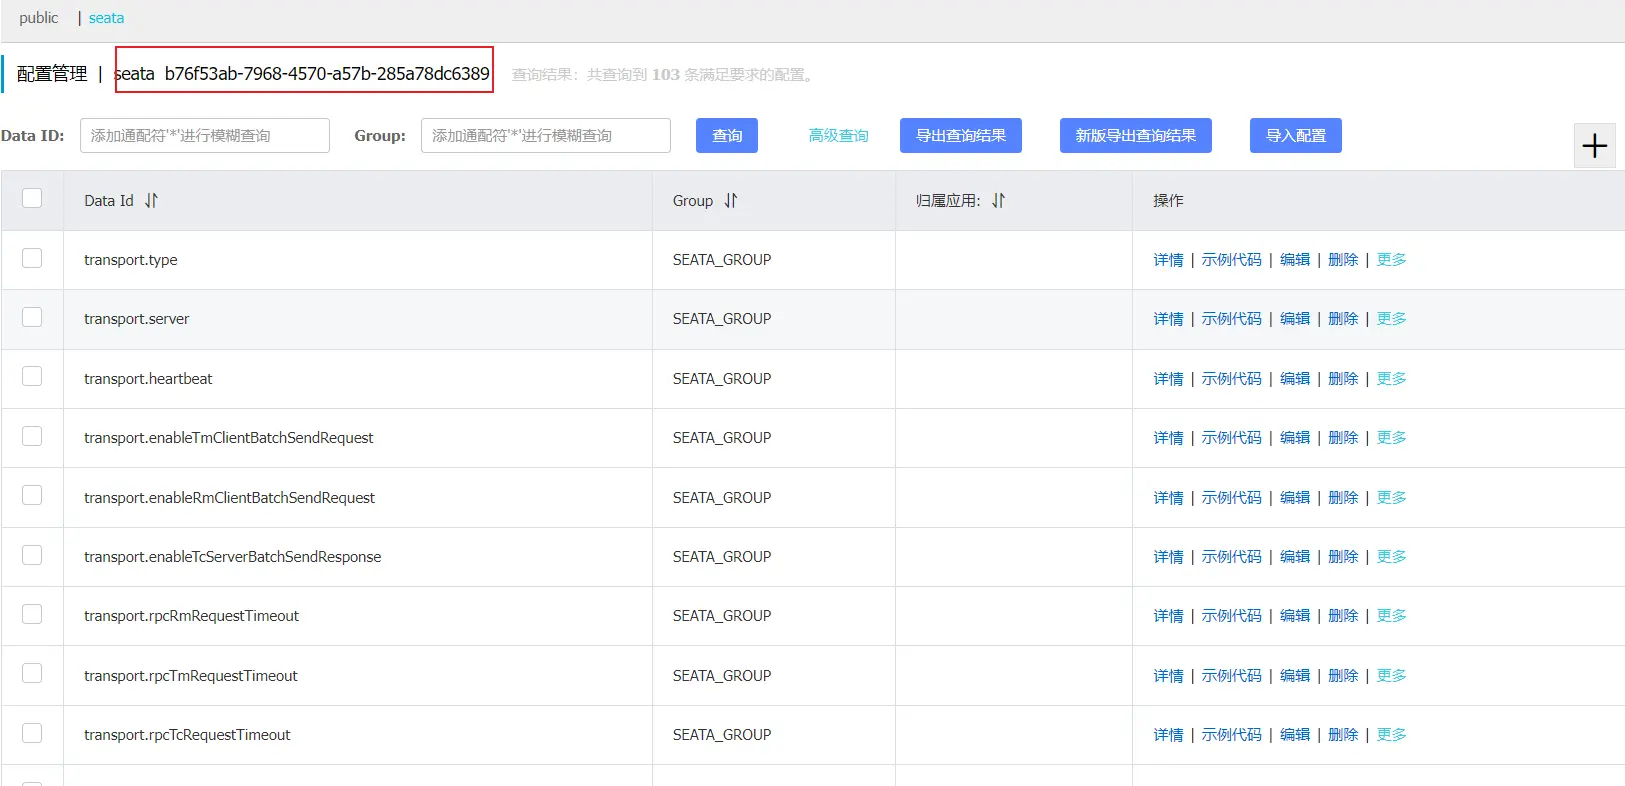 public | seata
配置管理 | seata b76f53ab-7968-4570-a57b-285a78dc6389 查询结果：共查询到 103 条满足要求的配置。
Data ID: 添加通配符'*'进行模糊查询 Group: 添加通配符'*'进行模糊查询 查询 高级查询 导出查询结果 新版导出查询结果 导入配置 +
Data Id Group 归属应用: 操作
transport.type SEATA_GROUP 详情 | 示例代码 | 编辑 | 删除 | 更多
transport.server SEATA_GROUP 详情 | 示例代码 | 编辑 | 删除 | 更多
transport.heartbeat SEATA_GROUP 详情 | 示例代码 | 编辑 | 删除 | 更多
transport.enableTmClientBatchSendRequest SEATA_GROUP 详情 | 示例代码 | 编辑 | 删除 | 更多
transport.enableRmClientBatchSendRequest SEATA_GROUP 详情 | 示例代码 | 编辑 | 删除 | 更多
transport.enableTcServerBatchSendResponse SEATA_GROUP 详情 | 示例代码 | 编辑 | 删除 | 更多
transport.rpcRmRequestTimeout SEATA_GROUP 详情 | 示例代码 | 编辑 | 删除 | 更多
transport.rpcTmRequestTimeout SEATA_GROUP 详情 | 示例代码 | 编辑 | 删除 | 更多
transport.rpcTcRequestTimeout SEATA_GROUP 详情 | 示例代码 | 编辑 | 删除 | 更多